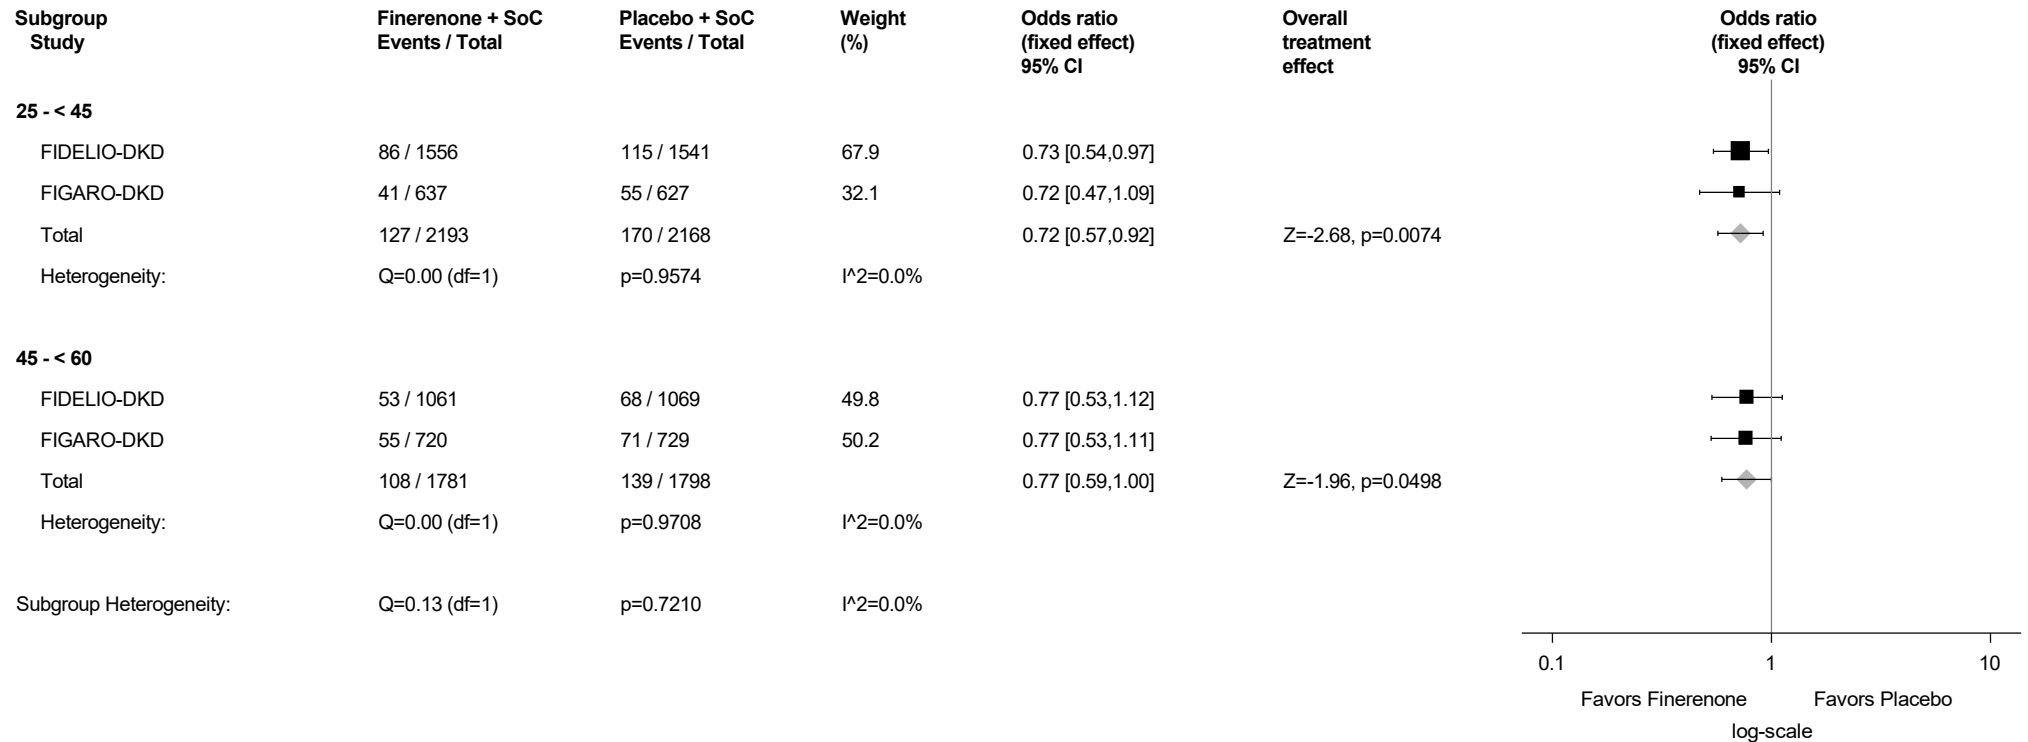 Subgroup Finerenone + SoC Placebo + SoC Weight Odds ratio Overall Odds ratio
Study Events / Total Events / Total (%) (fixed effect) treatment (fixed effect)
95% CI effect 95% CI
25 - < 45
FIDELIO-DKD 86 / 1556 115 / 1541 67.9 0.73 [0.54,0.97]
FIGARO-DKD 41 / 637 55 / 627 32.1 0.72 [0.47,1.09]
Total 127 / 2193 170 / 2168 0.72 [0.57,0.92] Z=-2.68, p=0.0074
Heterogeneity: Q=0.00 (df=1) p=0.9574 I^2=0.0%
45 - < 60
FIDELIO-DKD 53 / 1061 68 / 1069 49.8 0.77 [0.53,1.12]
FIGARO-DKD 55 / 720 71 / 729 50.2 0.77 [0.53,1.11]
Total 108 / 1781 139 / 1798 0.77 [0.59,1.00] Z=-1.96, p=0.0498
Heterogeneity: Q=0.00 (df=1) p=0.9708 I^2=0.0%
Subgroup Heterogeneity: Q=0.13 (df=1) p=0.7210 I^2=0.0%
0.1 1 10
Favors Finerenone Favors Placebo
log-scale